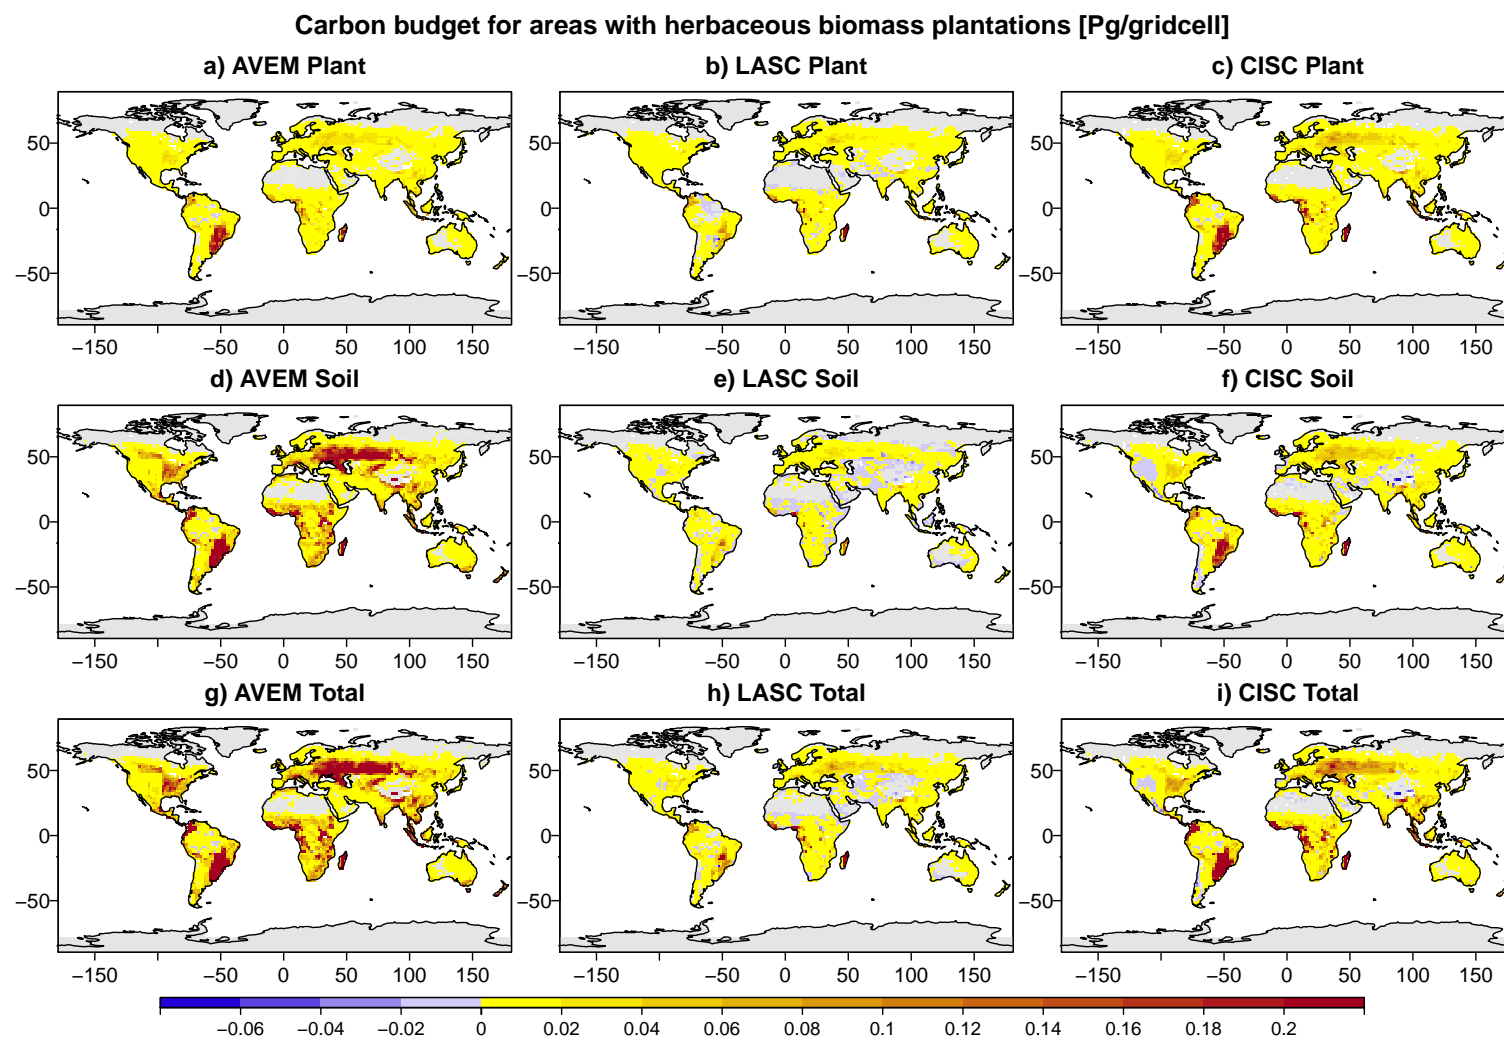 Carbon budget for areas with herbaceous biomass plantations [Pg/gridcell]
a) AVEM Plant
b) LASC Plant
c) CISC Plant
50 50 50
0 0 0
−50 −50 −50
−150 −50 0 50 100 150 −150 −50 0 50 100 150 −150 −50 0 50 100 150
d) AVEM Soil
e) LASC Soil
f) CISC Soil
50 50 50
0 0 0
−50 −50 −50
−150 −50 0 50 100 150 −150 −50 0 50 100 150 −150 −50 0 50 100 150
g) AVEM Total
h) LASC Total
i) CISC Total
50 50 50
0 0 0
−50 −50 −50
−150 −50 0 50 100 150 −150 −50 0 50 100 150 −150 −50 0 50 100 150
−0.06 −0.04 −0.02 0 0.02 0.04 0.06 0.08 0.1 0.12 0.14 0.16 0.18 0.2